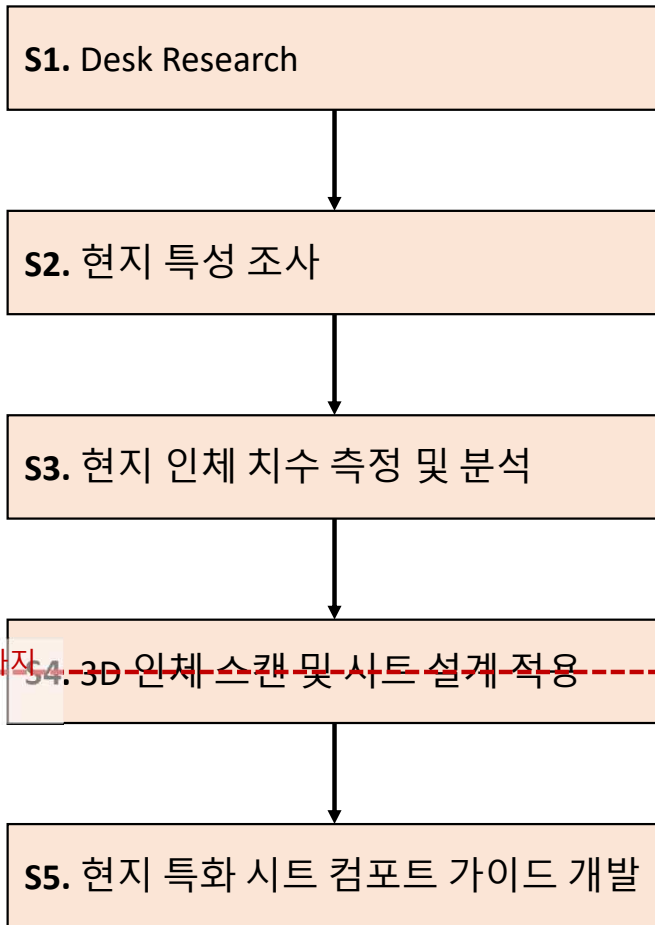 S1. Desk Research
S2. 현지 특성 조사
S3. 현지 인체 치수 측정 및 분석
S4. 3D 인체 스캔 및 시트 설계 적용
S5. 현지 특화 시트 컴포트 가이드 개발